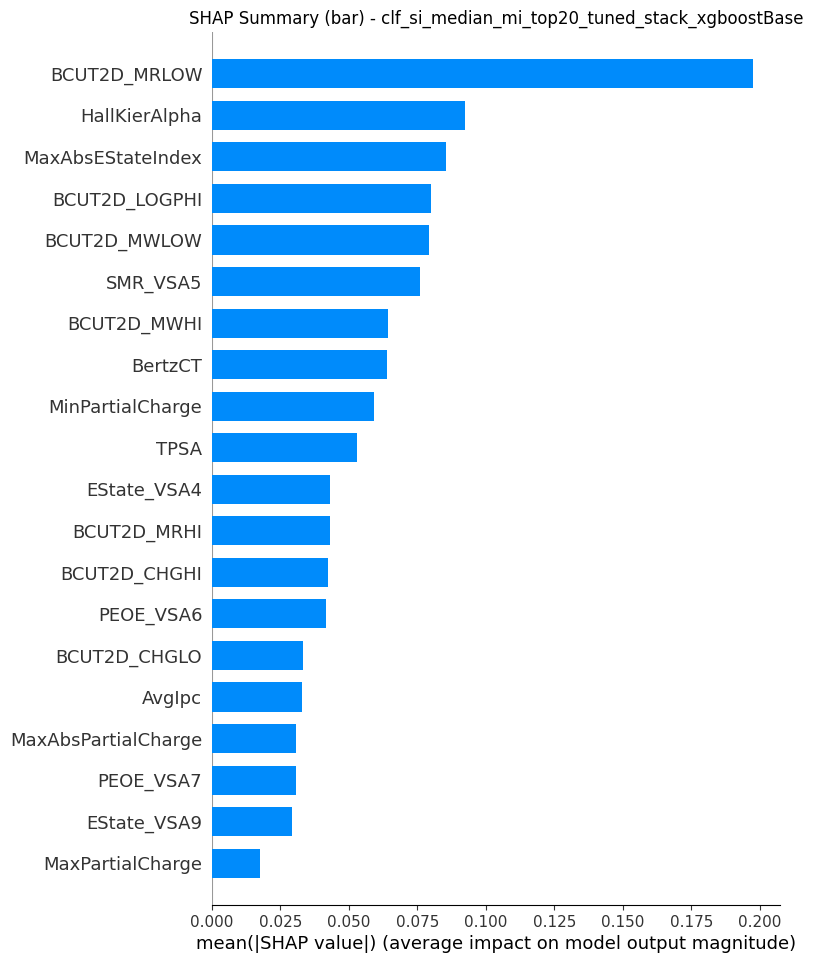 SHAP Summary (bar) - clf_si_median_mi_top20_tuned_stack_xgboostBase
BCUT2D_MRLOW
HallKierAlpha
MaxAbsEStateIndex
BCUT2D_LOGPHI
BCUT2D_MWLOW
SMR_VSA5
BCUT2D_MWHI
BertzCT
MinPartialCharge
TPSA
EState_VSA4
BCUT2D_MRHI
BCUT2D_CHGHI
PEOE_VSA6
BCUT2D_CHGLO
AvgIpc
MaxAbsPartialCharge
PEOE_VSA7
EState_VSA9
MaxPartialCharge
0.000 0.025 0.050 0.075 0.100 0.125 0.150 0.175 0.200
mean(|SHAP value|) (average impact on model output magnitude)